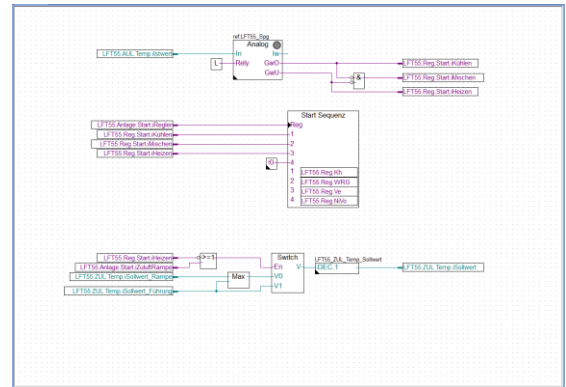 ref.LFT55_Spg
Analog
LFT55.AUL.Temp.iIstwert
In
Iw
L
Rely
GwO
LFT55.Reg.Start.iKühlen
GwU
&
LFT55.Reg.Start.iMischen
LFT55.Reg.Start.iHeizen
Start Sequenz
LFT55.Anlage.Start.iRegler
Reg
LFT55.Reg.Start.iKühlen
1
LFT55.Reg.Start.iMischen
2
LFT55.Reg.Start.iHeizen
3
4
1 LFT55.Reg.Kh
2 LFT55.Reg.WRG
3 LFT55.Reg.Ve
4 LFT55.Reg.NiVo
LFT55.Reg.Start.iHeizen
>=1
Switch
LFT55_ZUL_Temp_Sollwert
LFT55.Anlage.Start.iZuluftRampe
En
V
DEC.1
LFT55.ZUL.Temp.iSollwert
LFT55.ZUL.Temp.iSollwert_Rampe
Max
V0
LFT55.ZUL.Temp.iSollwert_Führung
V1